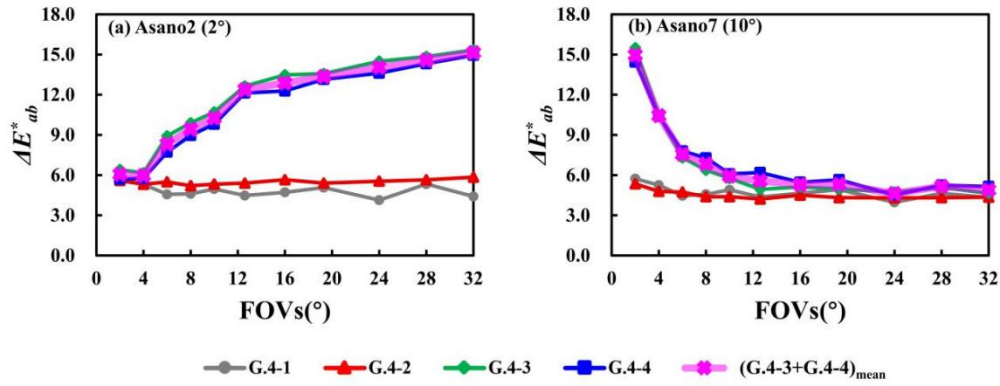 (a) Asano2 (2°)
18.0
15.0
12.0
9.0
6.0
3.0
0.0
ΔE*ab
0 4 8 12 16 20 24 28 32
FOVs(°)
(b) Asano7 (10°)
18.0
15.0
12.0
9.0
6.0
3.0
0.0
ΔE*ab
0 4 8 12 16 20 24 28 32
FOVs(°)
G.4-1 G.4-2 G.4-3 G.4-4 (G.4-3+G.4-4)mean